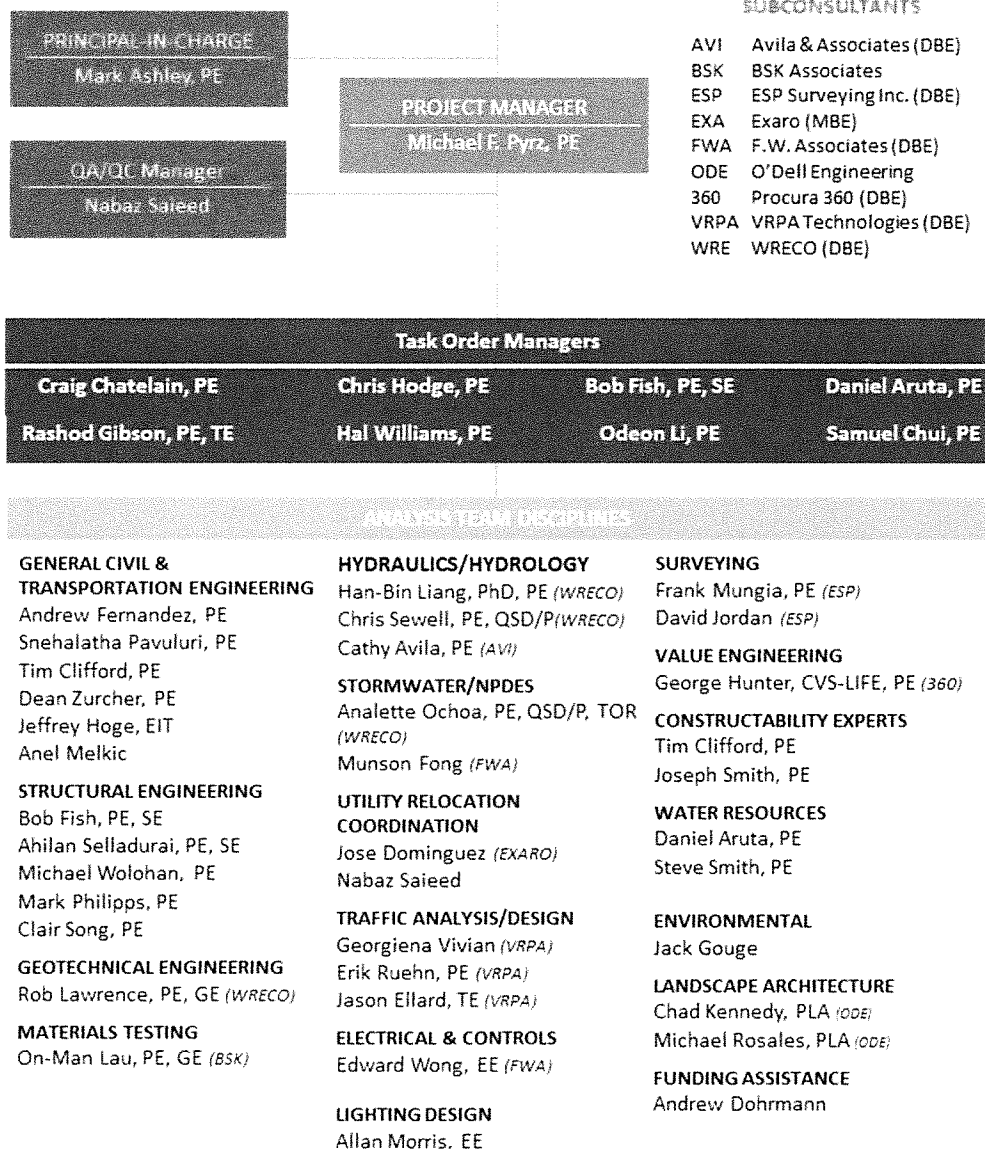 SUBCONSULTANTS
PRINCIPAL-IN-CHARGE
Mark Ashley, PE
PROJECT MANAGER
Michael F. Pyrz, PE
QA/QC Manager
Nabaz Saieed
AVI Avila & Associates (DBE)
BSK BSK Associates
ESP ESP Surveying Inc. (DBE)
EXA Exaro (MBE)
FWA F.W. Associates (DBE)
ODE O'Dell Engineering
360 Procura 360 (DBE)
VRPA VRPA Technologies (DBE)
WRE WRECO (DBE)
Task Order Managers
Craig Chatelain, PE Chris Hodge, PE Bob Fish, PE, SE Daniel Aruta, PE
Rashod Gibson, PE, TE Hal Williams, PE Odeon Li, PE Samuel Chui, PE
ANALYSIS TEAM DISCIPLINES
GENERAL CIVIL &
TRANSPORTATION ENGINEERING
Andrew Fernandez, PE
Snehalatha Pavuluri, PE
Tim Clifford, PE
Dean Zurcher, PE
Jeffrey Hoge, EIT
Anel Melkic
STRUCTURAL ENGINEERING
Bob Fish, PE, SE
Ahilan Selladurai, PE, SE
Michael Wolohan, PE
Mark Philipps, PE
Clair Song, PE
GEOTECHNICAL ENGINEERING
Rob Lawrence, PE, GE (WRECO)
MATERIALS TESTING
On-Man Lau, PE, GE (BSK)
HYDRAULICS/HYDROLOGY
Han-Bin Liang, PhD, PE (WRECO)
Chris Sewell, PE, QSD/P(WRECO)
Cathy Avila, PE (AVI)
STORMWATER/NPDES
Analette Ochoa, PE, QSD/P, TOR
(WRECO)
Munson Fong (FWA)
UTILITY RELOCATION
COORDINATION
Jose Dominguez (EXARO)
Nabaz Saieed
TRAFFIC ANALYSIS/DESIGN
Georgiena Vivian (VRPA)
Erik Ruehn, PE (VRPA)
Jason Ellard, TE (VRPA)
ELECTRICAL & CONTROLS
Edward Wong, EE (FWA)
LIGHTING DESIGN
Allan Morris, EE
SURVEYING
Frank Mungia, PE (ESP)
David Jordan (ESP)
VALUE ENGINEERING
George Hunter, CVS-LIFE, PE (360)
CONSTRUCTABILITY EXPERTS
Tim Clifford, PE
Joseph Smith, PE
WATER RESOURCES
Daniel Aruta, PE
Steve Smith, PE
ENVIRONMENTAL
Jack Gouge
LANDSCAPE ARCHITECTURE
Chad Kennedy, PLA (ODE)
Michael Rosales, PLA (ODE)
FUNDING ASSISTANCE
Andrew Dohrmann